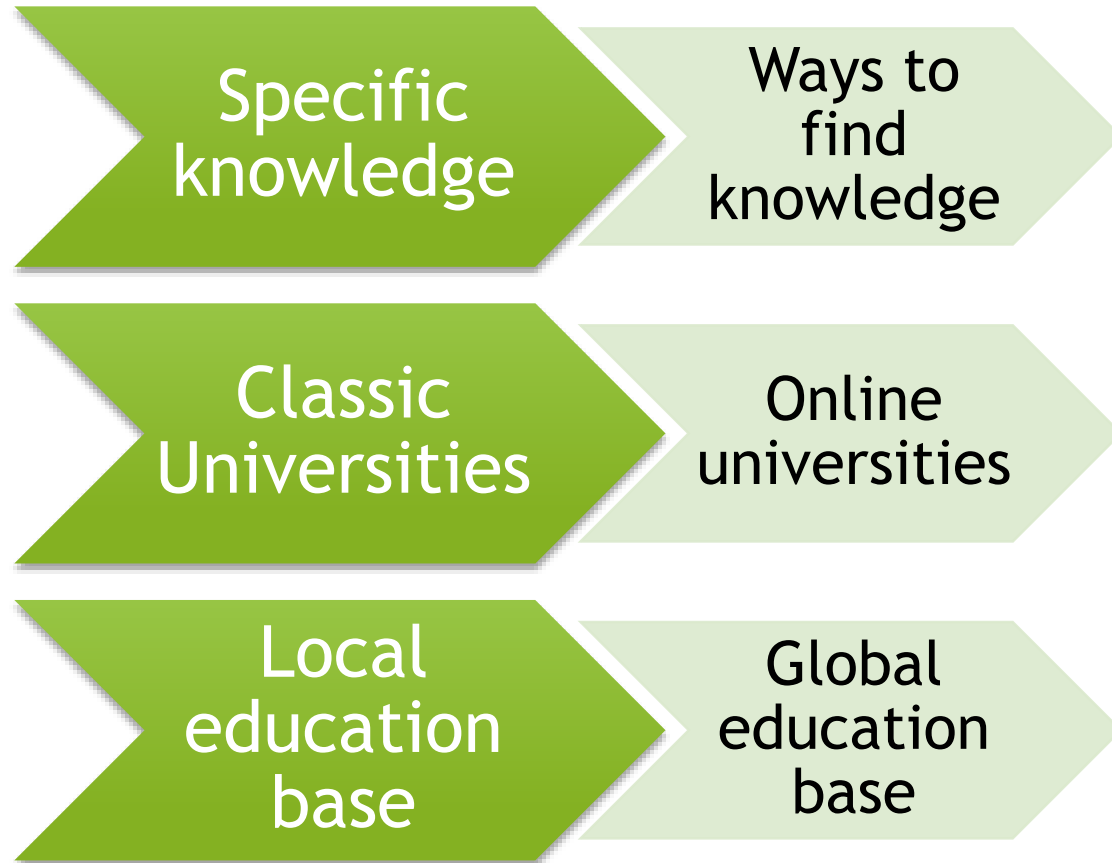 Specific
knowledge
Ways to
find
knowledge
Classic
Universities
Online
universities
Local
education
base
Global
education
base